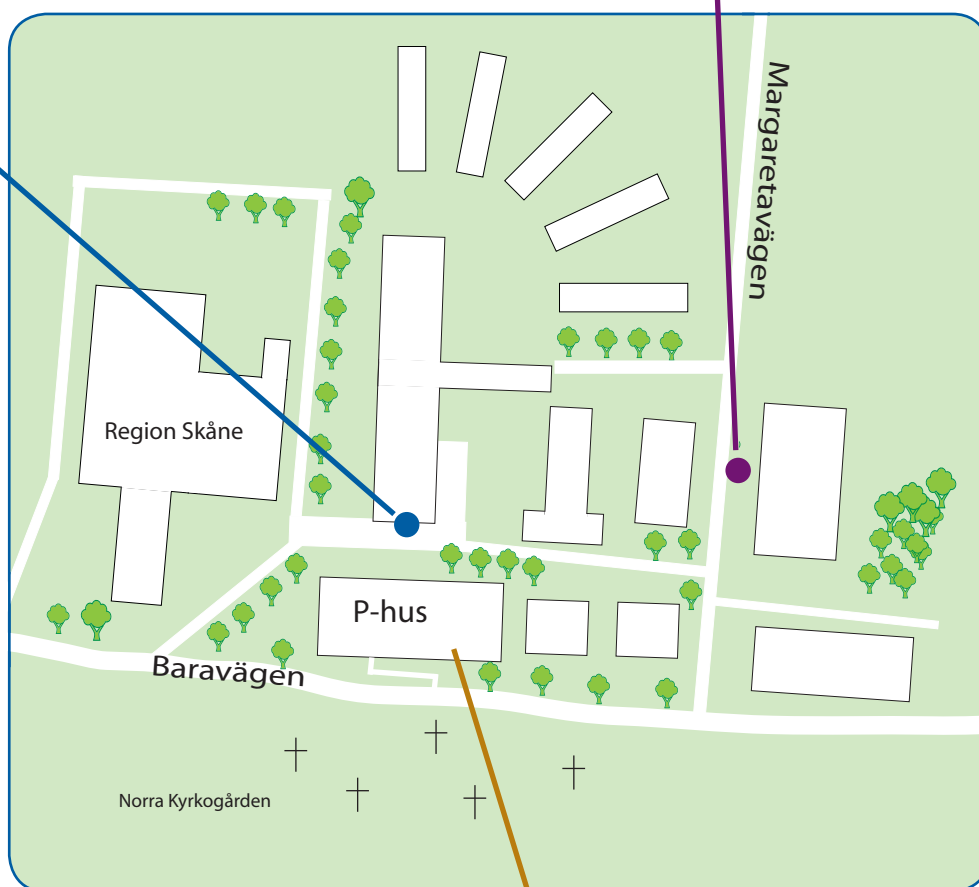 Margaretavägen
Region Skåne
P-hus
Baravägen
Norra Kyrkogården